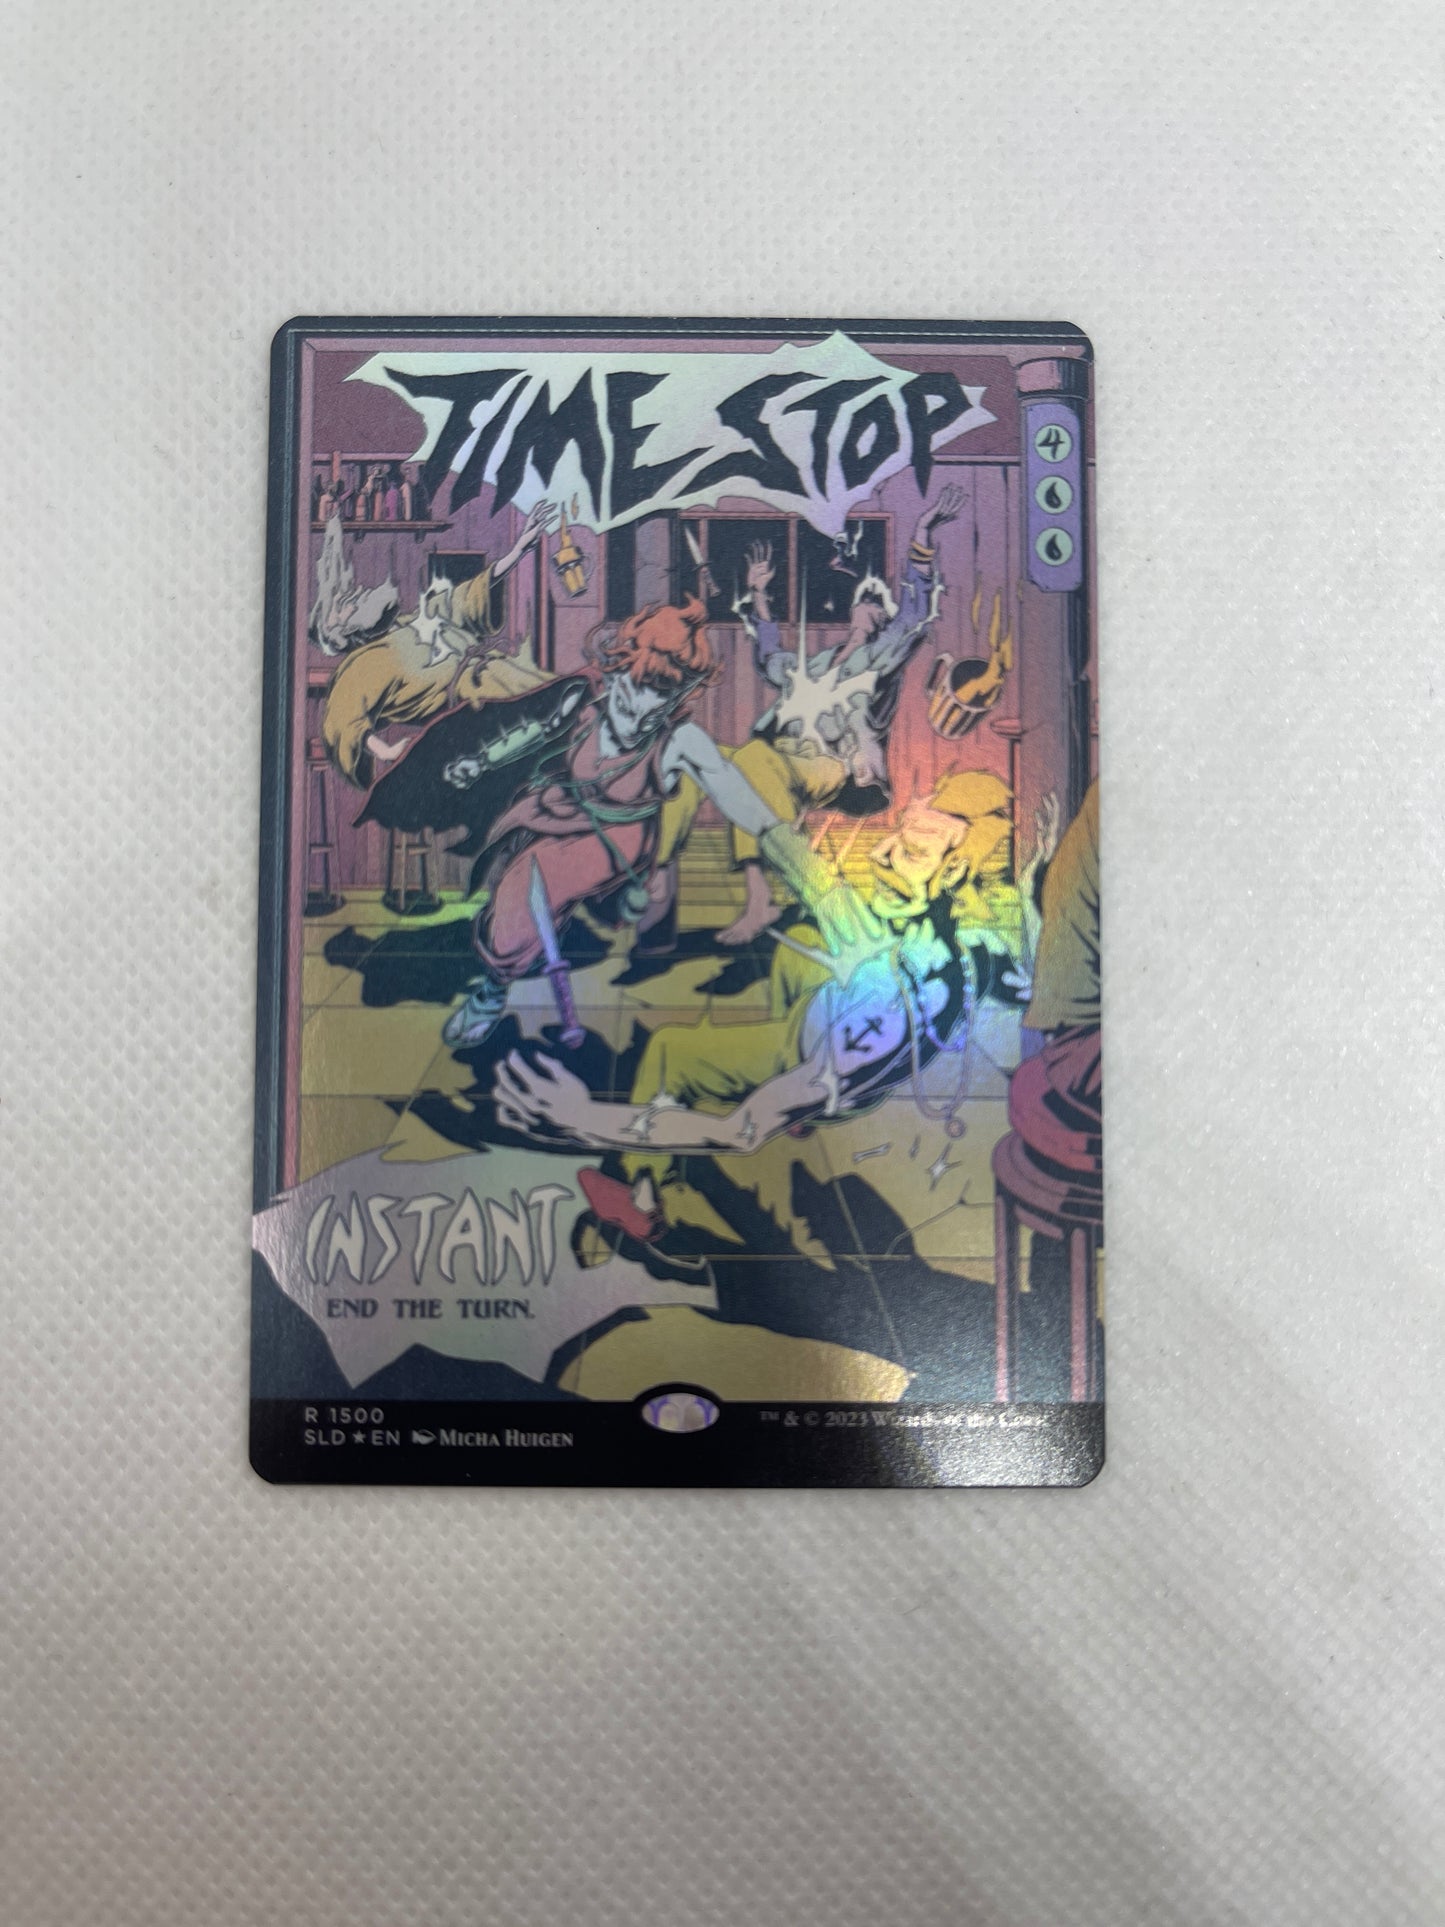 TIME STOP
4
INSTANT
END THE TURN.
R 1500
SLD ★ EN Micha Huigen
™ & © 2023 Wizards of the Coast